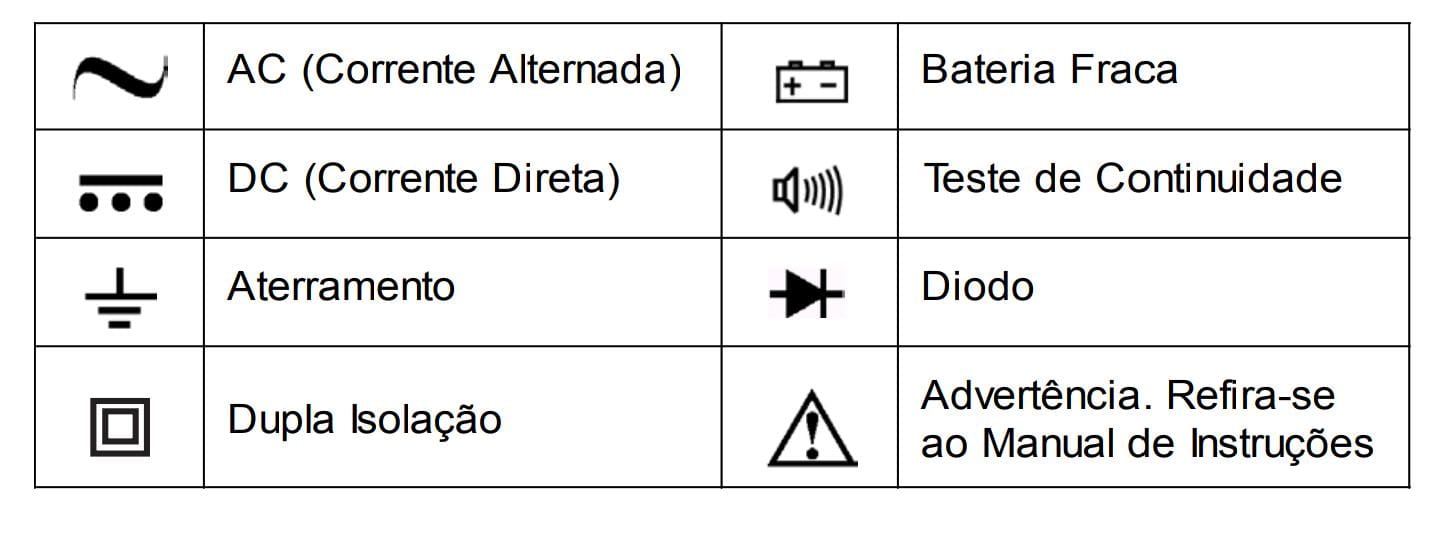 AC (Corrente Alternada)
Bateria Fraca
DC (Corrente Direta)
Teste de Continuidade
Aterramento
Diodo
Dupla Isolação
Advertência. Refira-se
ao Manual de Instruções